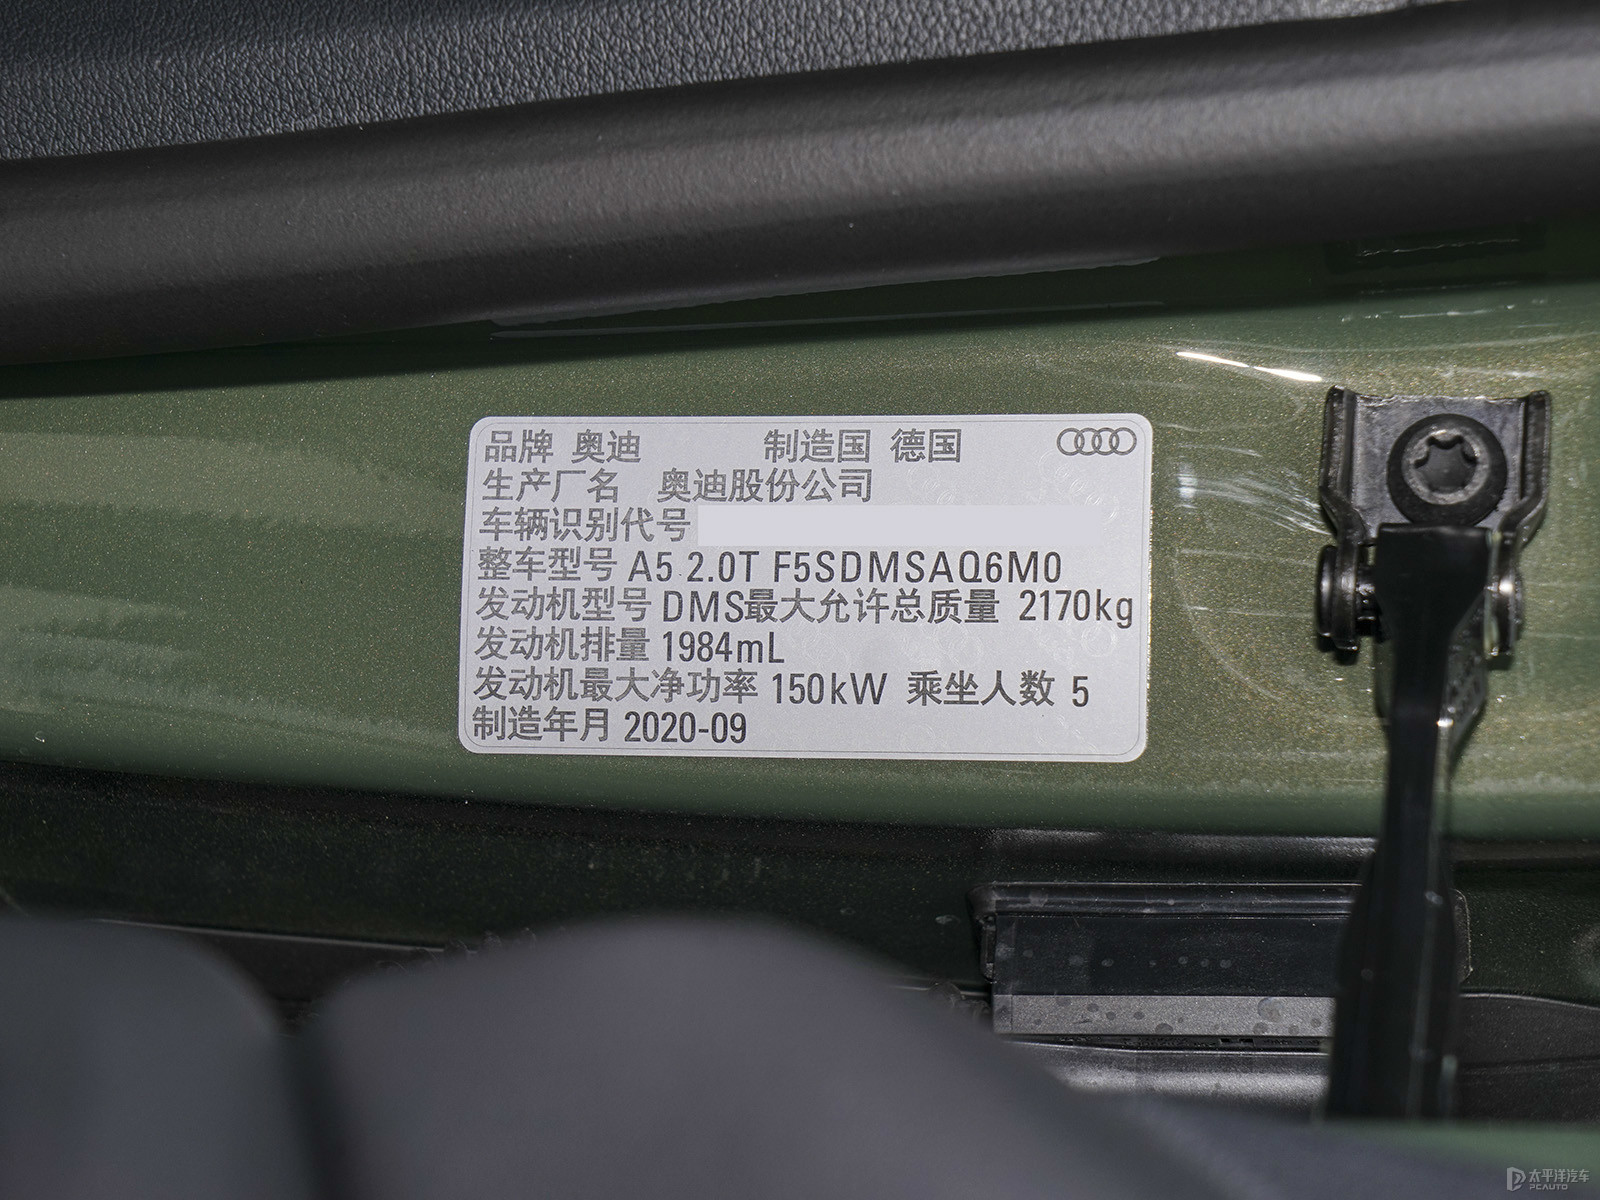 品牌 奥迪 制造国 德国
生产厂名 奥迪股份公司
车辆识别代号
整车型号 A5 2.0T F5SDMSAQ6M0
发动机型号 DMS最大允许总质量 2170kg
发动机排量 1984mL
发动机最大净功率 150kW 乘坐人数 5
制造年月 2020-09
太平洋汽车
PCAUTO